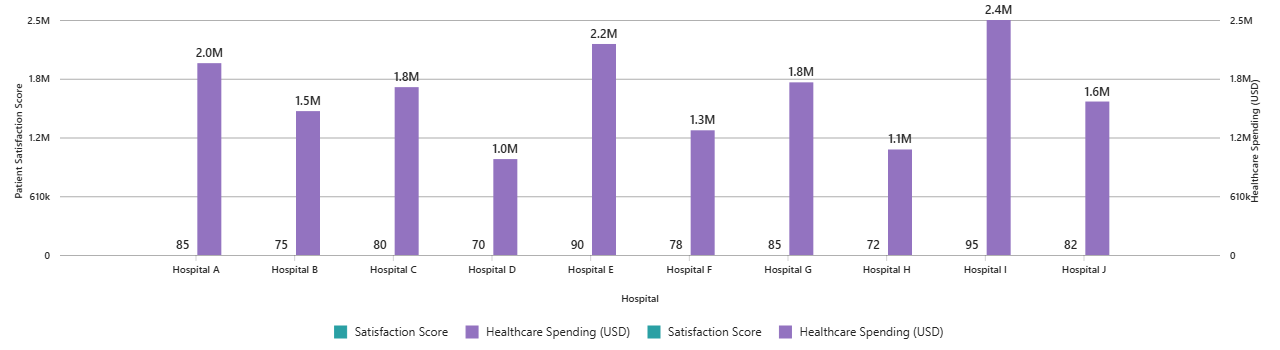 2.4M
2.5M 2.5M
2.2M
2.0M
1.8M 1.8M 1.8M 1.8M
1.6M
1.5M
1.3M
1.2M 1.1M 1.2M
1.0M
610k 610k
Patient Satisfaction Score
Healthcare Spending (USD)
85 75 80 70 90 78 85 72 95 82
0 0
Hospital A Hospital B Hospital C Hospital D Hospital E Hospital F Hospital G Hospital H Hospital I Hospital J
Hospital
Satisfaction Score Healthcare Spending (USD) Satisfaction Score Healthcare Spending (USD)